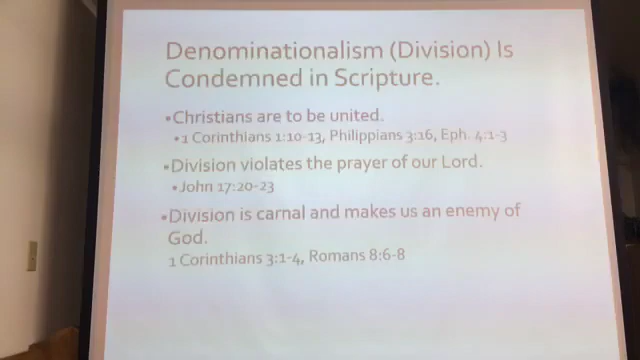 Denominationalism (Division) Is
Condemned in Scripture.
•Christians are to be united.
•1 Corinthians 1:10-13, Philippians 3:16, Eph. 4:1-3
•Division violates the prayer of our Lord.
•John 17:20-23
•Division is carnal and makes us an enemy of
God.
1 Corinthians 3:1-4, Romans 8:6-8